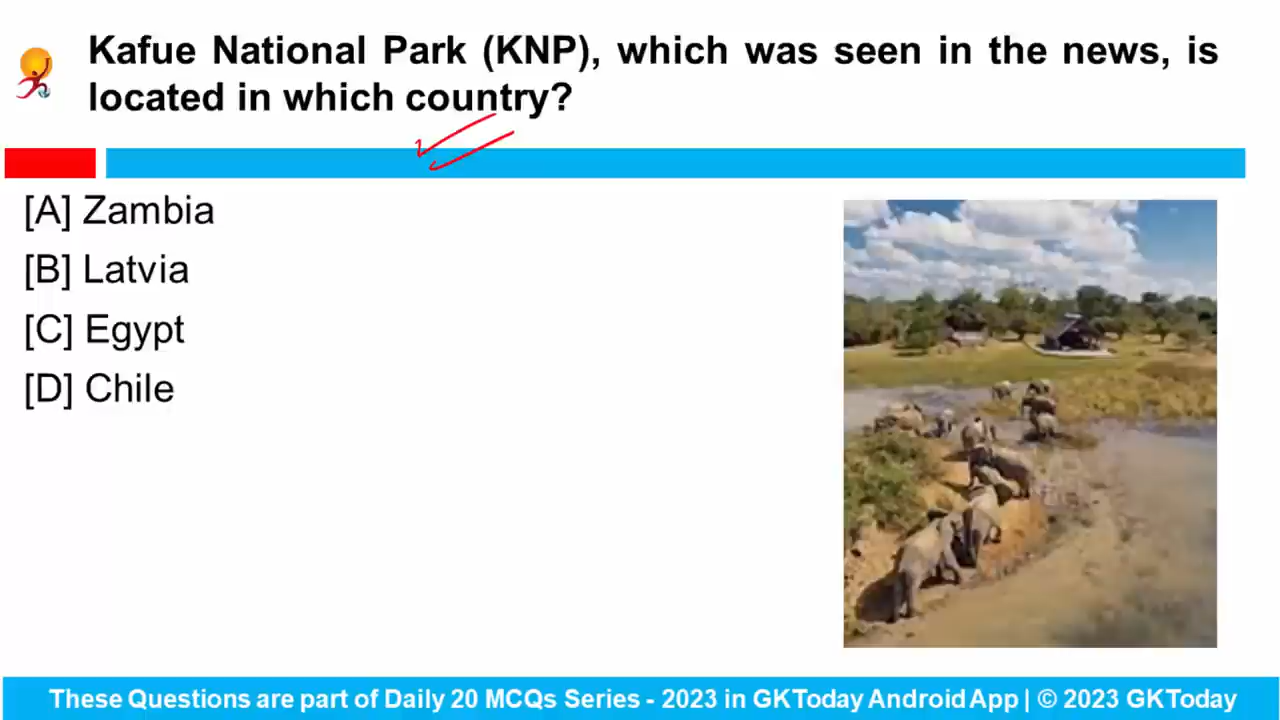 Kafue National Park (KNP), which was seen in the news, is
located in which country?
[A] Zambia
[B] Latvia
[C] Egypt
[D] Chile
These Questions are part of Daily 20 MCQs Series - 2023 in GKToday Android App | © 2023 GKToday